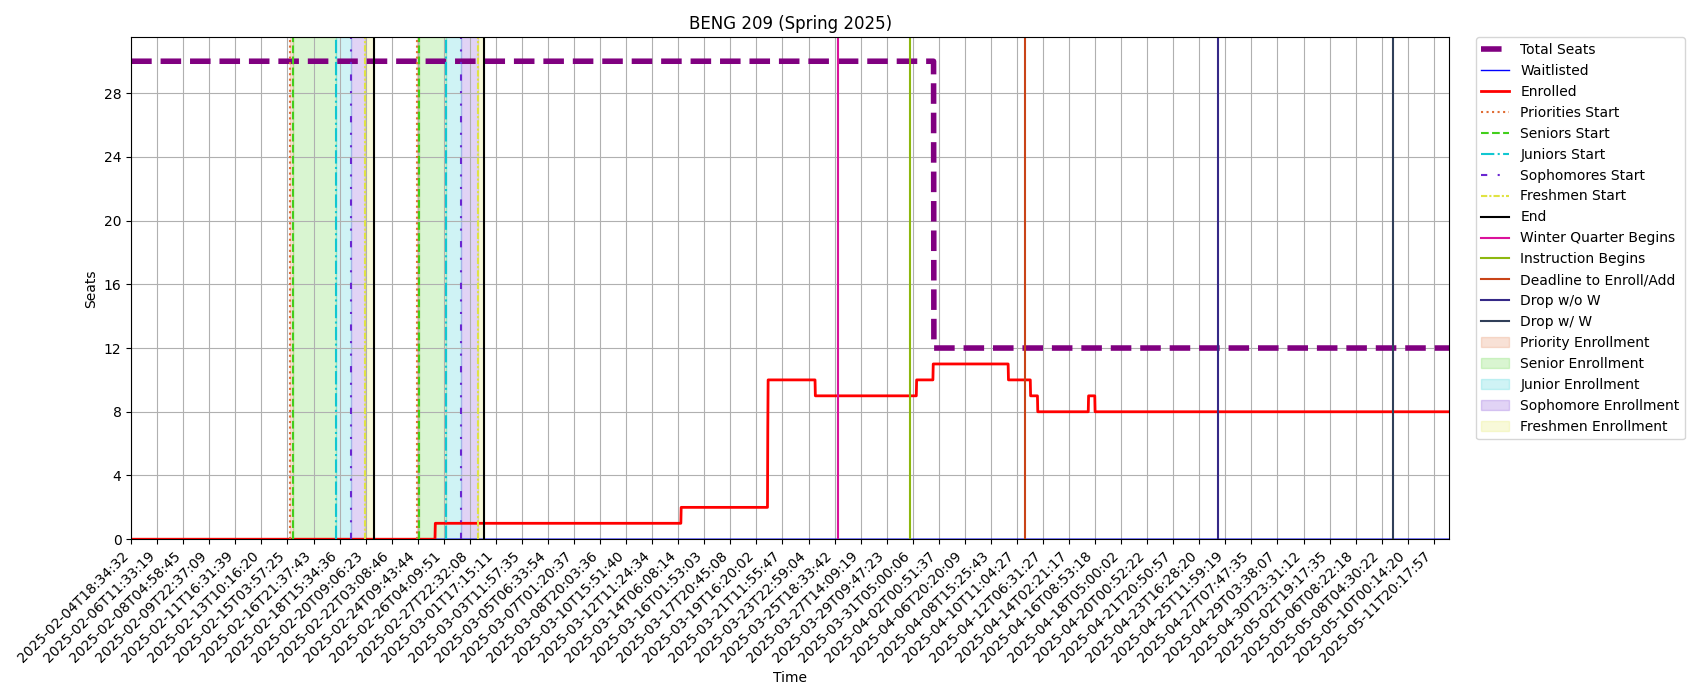 BENG 209 (Spring 2025)
Seats
28
24
20
16
12
8
4
0
2025-02-04T18:34:32
2025-02-06T11:33:19
2025-02-08T04:58:45
2025-02-09T22:37:09
2025-02-11T16:31:39
2025-02-13T10:16:20
2025-02-15T03:57:25
2025-02-16T21:37:43
2025-02-18T15:34:36
2025-02-20T09:06:23
2025-02-22T03:08:46
2025-02-24T09:43:44
2025-02-26T04:09:51
2025-02-27T22:32:08
2025-03-01T17:15:11
2025-03-03T11:57:35
2025-03-05T06:33:54
2025-03-07T01:20:37
2025-03-08T20:03:36
2025-03-10T15:51:40
2025-03-12T11:24:34
2025-03-14T06:08:14
2025-03-16T01:53:03
2025-03-17T20:45:08
2025-03-19T16:20:02
2025-03-21T11:55:47
2025-03-23T22:59:04
2025-03-25T18:33:42
2025-03-27T14:09:19
2025-03-29T09:47:23
2025-03-31T05:00:06
2025-04-02T00:51:37
2025-04-06T20:20:09
2025-04-08T15:25:43
2025-04-10T11:04:27
2025-04-12T06:31:27
2025-04-14T02:21:17
2025-04-16T08:53:18
2025-04-18T05:00:02
2025-04-20T00:52:22
2025-04-21T20:50:57
2025-04-23T16:28:20
2025-04-25T11:59:19
2025-04-27T07:47:35
2025-04-29T03:38:07
2025-04-30T23:31:12
2025-05-02T19:17:35
2025-05-06T08:22:18
2025-05-08T04:30:22
2025-05-10T00:14:20
2025-05-11T20:17:57
Time
Total Seats
Waitlisted
Enrolled
Priorities Start
Seniors Start
Juniors Start
Sophomores Start
Freshmen Start
End
Winter Quarter Begins
Instruction Begins
Deadline to Enroll/Add
Drop w/o W
Drop w/ W
Priority Enrollment
Senior Enrollment
Junior Enrollment
Sophomore Enrollment
Freshmen Enrollment